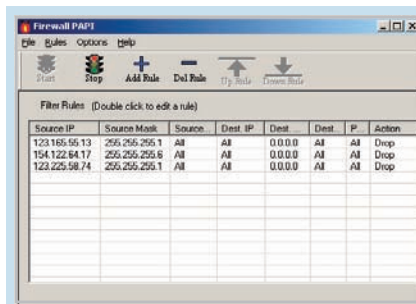 Firewall PAPI
File Rules Options Help
Start Stop Add Rule Del Rule Up Rule Down Rule
Filter Rules (Double click to edit a rule)
Source IP Source Mask Source... Dest. IP Dest. ... Dest... P... Action
123.165.55.13 255.255.255.1 All All 0.0.0.0 All All Drop
154.122.64.17 255.255.255.6 All All 0.0.0.0 All All Drop
123.225.58.74 255.255.255.1 All All 0.0.0.0 All All Drop